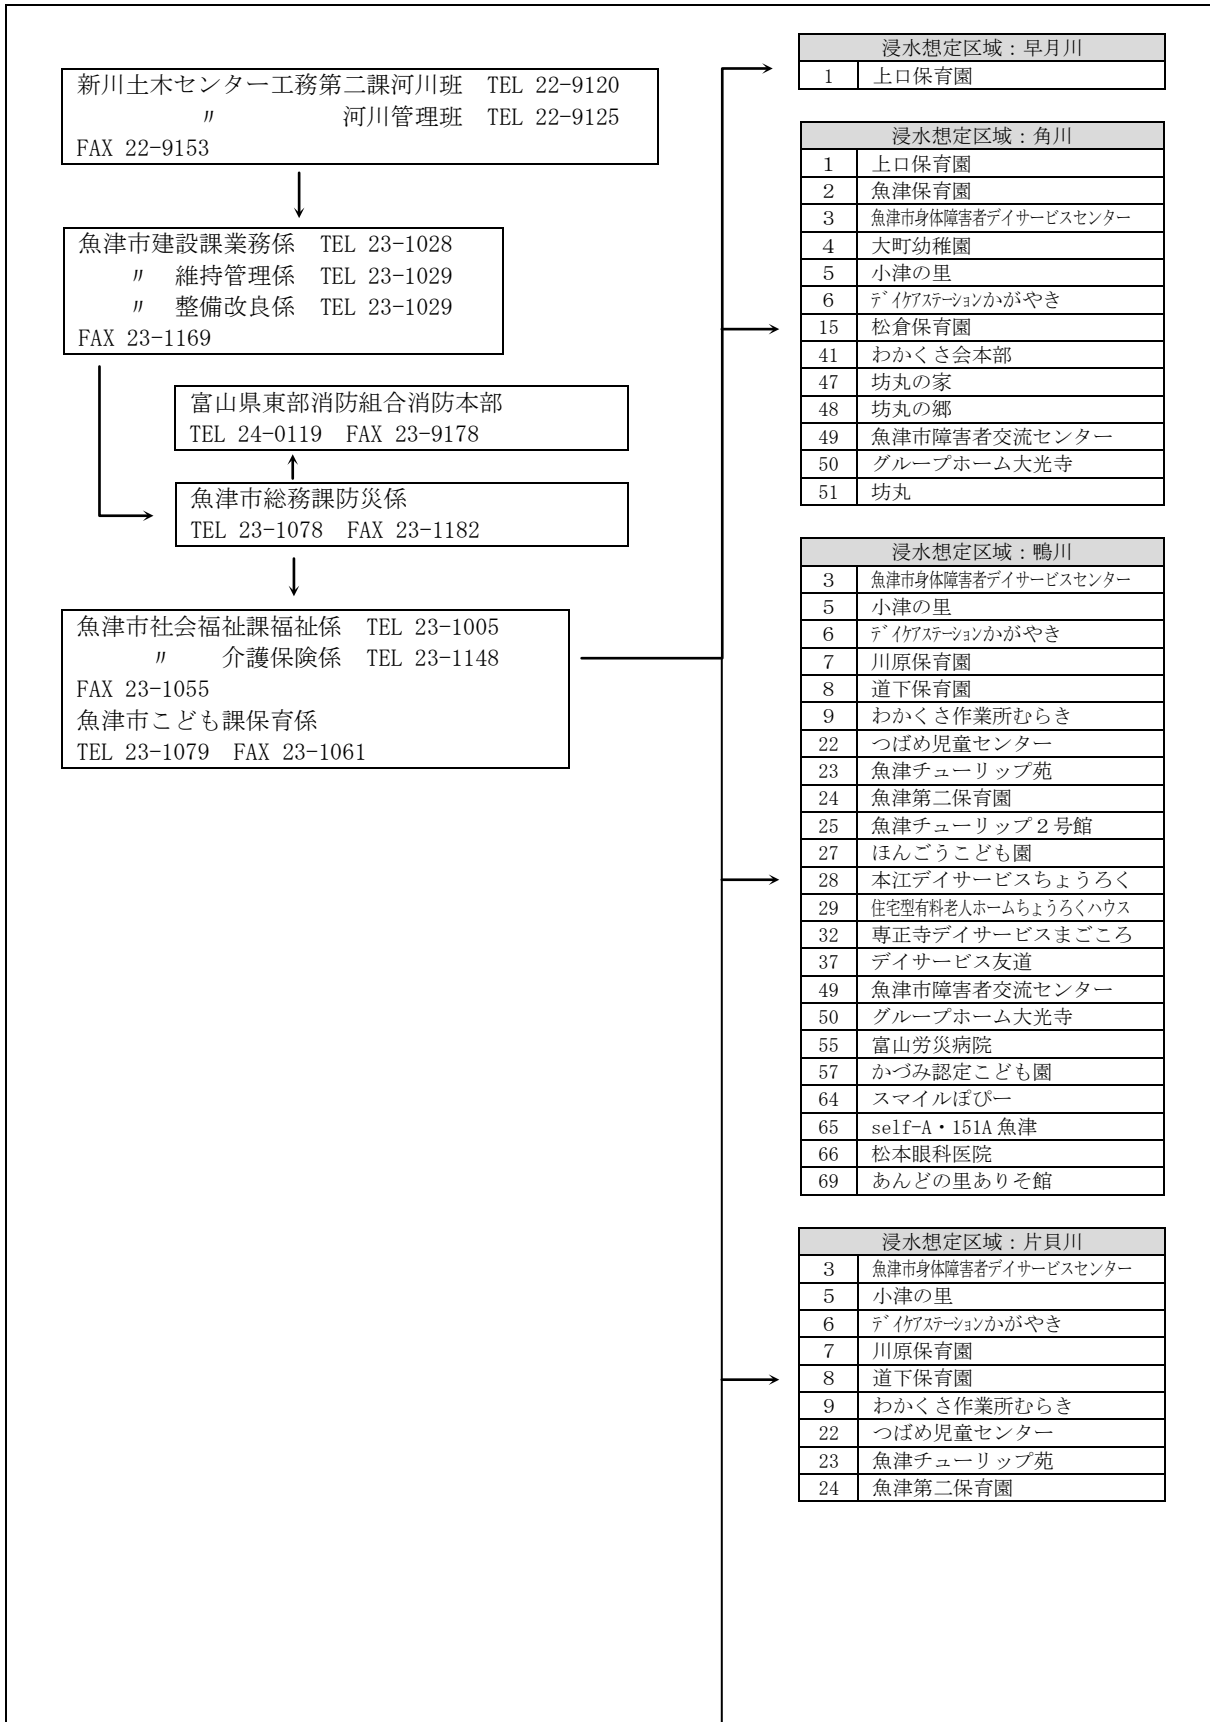 新川土木センター工務第二課河川班　TEL 22-9120
〃　河川管理班　TEL 22-9125
FAX 22-9153
魚津市建設課業務係　TEL 23-1028
〃　維持管理係　TEL 23-1029
〃　整備改良係　TEL 23-1029
FAX 23-1169
富山県東部消防組合消防本部
TEL 24-0119　FAX 23-9178
魚津市総務課防災係
TEL 23-1078　FAX 23-1182
魚津市社会福祉課福祉係　TEL 23-1005
〃　介護保険係　TEL 23-1148
FAX 23-1055
魚津市こども課保育係
TEL 23-1079　FAX 23-1061
浸水想定区域：早月川
1　上口保育園
浸水想定区域：角川
1　上口保育園
2　魚津保育園
3　魚津市身体障害者デイサービスセンター
4　大町幼稚園
5　小津の里
6　デイケアステーションかがやき
15　松倉保育園
41　わかくさ会本部
47　坊丸の家
48　坊丸の郷
49　魚津市障害者交流センター
50　グループホーム大光寺
51　坊丸
浸水想定区域：鴨川
3　魚津市身体障害者デイサービスセンター
5　小津の里
6　デイケアステーションかがやき
7　川原保育園
8　道下保育園
9　わかくさ作業所むらき
22　つばめ児童センター
23　魚津チューリップ苑
24　魚津第二保育園
25　魚津チューリップ２号館
27　ほんごうこども園
28　本江デイサービスちょうろく
29　住宅型有料老人ホームちょうろくハウス
32　専正寺デイサービスまごころ
37　デイサービス友道
49　魚津市障害者交流センター
50　グループホーム大光寺
55　富山労災病院
57　かづみ認定こども園
64　スマイルぽぴー
65　self-A・151A 魚津
66　松本眼科医院
69　あんどの里ありそ館
浸水想定区域：片貝川
3　魚津市身体障害者デイサービスセンター
5　小津の里
6　デイケアステーションかがやき
7　川原保育園
8　道下保育園
9　わかくさ作業所むらき
22　つばめ児童センター
23　魚津チューリップ苑
24　魚津第二保育園